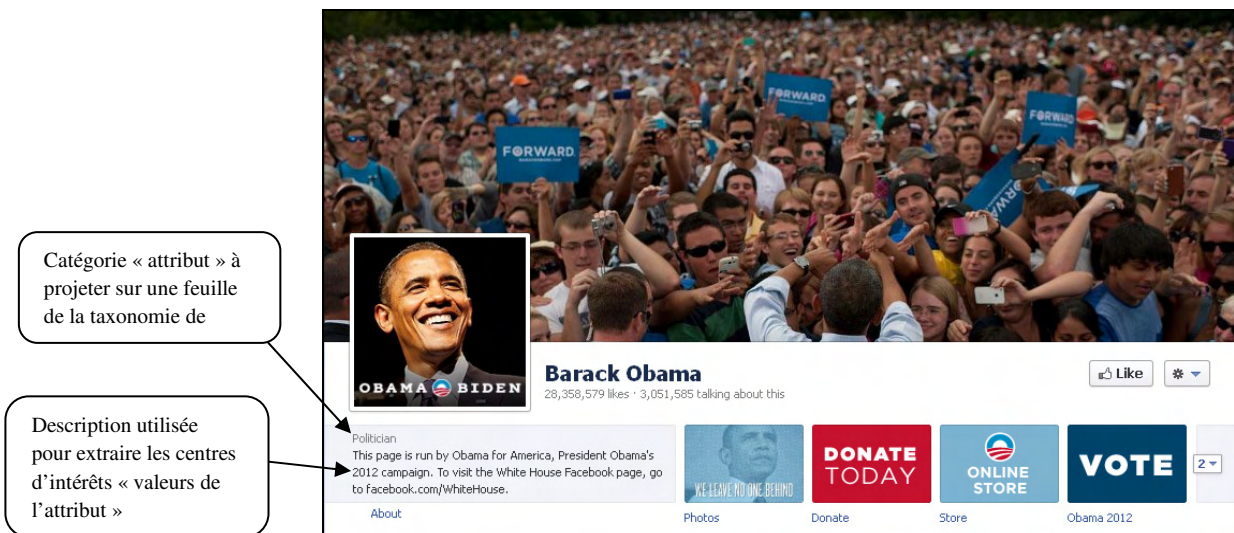 FORWARD
FORWARD
FORWARD
Catégorie « attribut » à
projeter sur une feuille
de la taxonomie de
OBAMA BIDEN
Barack Obama
28,358,579 likes · 3,051,585 talking about this
Like
Description utilisée
pour extraire les centres
d’intérêts « valeurs de
l’attribut »
Politician
This page is run by Obama for America, President Obama's
2012 campaign. To visit the White House Facebook page, go
to facebook.com/WhiteHouse.
About
WE LEAVE NO ONE BEHIND
Photos
DONATE
TODAY
Donate
ONLINE
STORE
Store
VOTE
Obama 2012
2